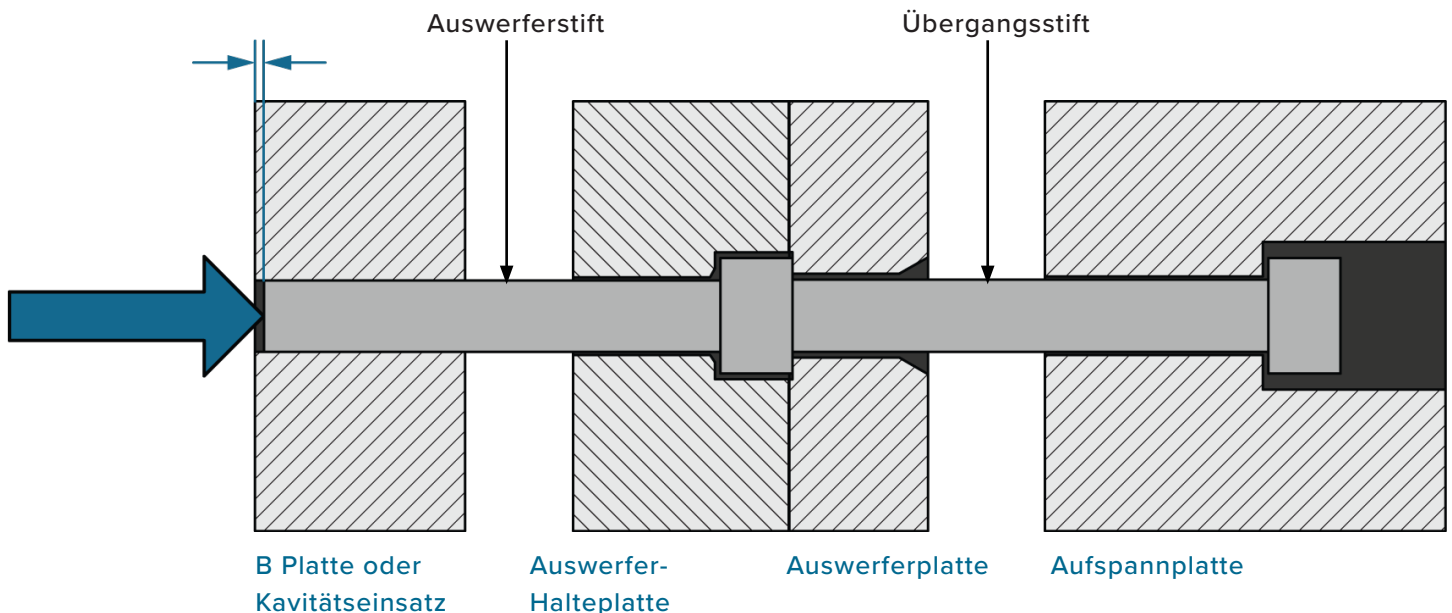 Auswerferstift
Übergangsstift
B Platte oder
Kavitätseinsatz
Auswerfer-
Halteplatte
Auswerferplatte
Aufspannplatte